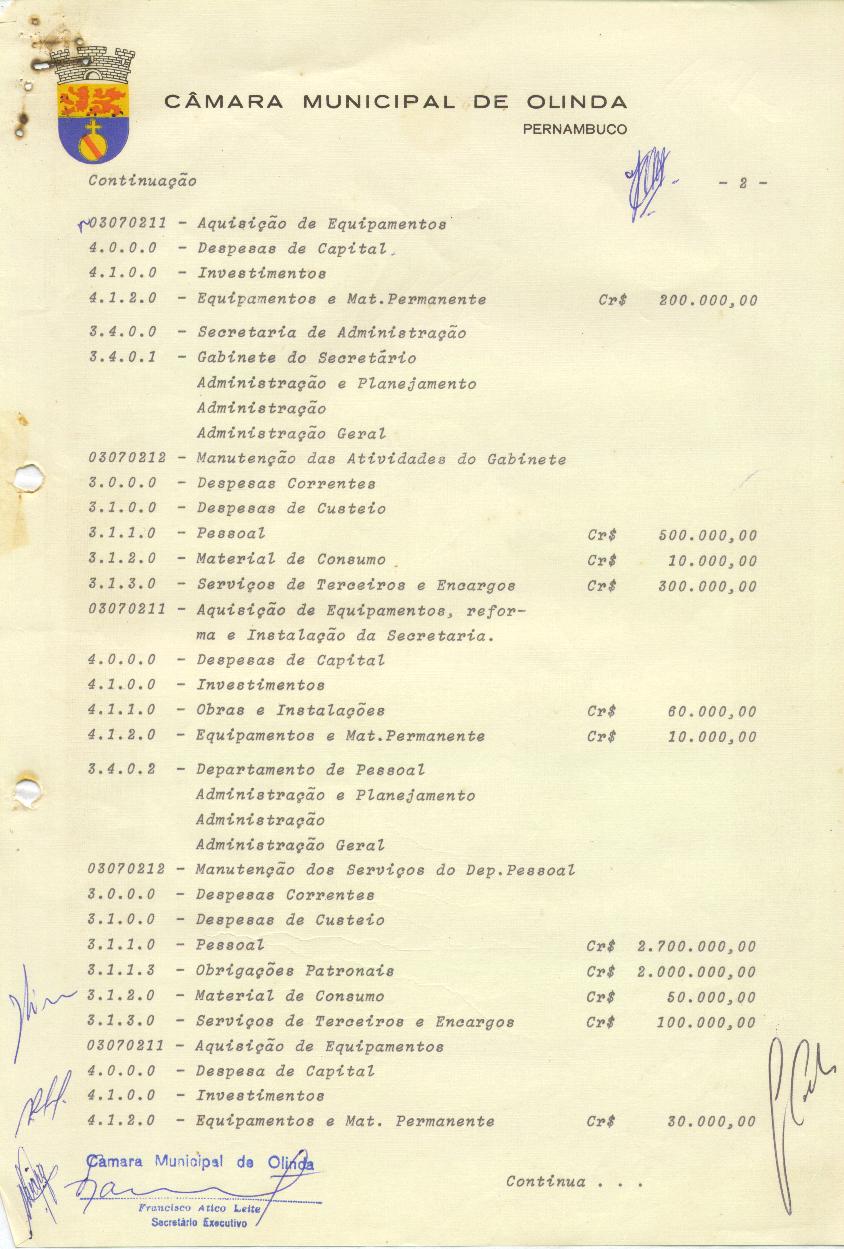 CÂMARA MUNICIPAL DE OLINDA
PERNAMBUCO
Continuação - 2 -
03070211 - Aquisição de Equipamentos
4.0.0.0 - Despesas de Capital.
4.1.0.0 - Investimentos
4.1.2.0 - Equipamentos e Mat.Permanente Cr$ 200.000,00
3.4.0.0 - Secretaria de Administração
3.4.0.1 - Gabinete do Secretário
Administração e Planejamento
Administração
Administração Geral
03070212 - Manutenção das Atividades do Gabinete
3.0.0.0 - Despesas Correntes
3.1.0.0 - Despesas de Custeio
3.1.1.0 - Pessoal Cr$ 500.000,00
3.1.2.0 - Material de Consumo Cr$ 10.000,00
3.1.3.0 - Serviços de Terceiros e Encargos Cr$ 300.000,00
03070211 - Aquisição de Equipamentos, refor-
ma e Instalação da Secretaria.
4.0.0.0 - Despesas de Capital
4.1.0.0 - Investimentos
4.1.1.0 - Obras e Instalações Cr$ 60.000,00
4.1.2.0 - Equipamentos e Mat.Permanente Cr$ 10.000,00
3.4.0.2 - Departamento de Pessoal
Administração e Planejamento
Administração
Administração Geral
03070212 - Manutenção dos Serviços do Dep.Pessoal
3.0.0.0 - Despesas Correntes
3.1.0.0 - Despesas de Custeio
3.1.1.0 - Pessoal Cr$ 2.700.000,00
3.1.1.3 - Obrigações Patronais Cr$ 2.000.000,00
3.1.2.0 - Material de Consumo Cr$ 50.000,00
3.1.3.0 - Serviços de Terceiros e Encargos Cr$ 100.000,00
03070211 - Aquisição de Equipamentos
4.0.0.0 - Despesa de Capital
4.1.0.0 - Investimentos
4.1.2.0 - Equipamentos e Mat. Permanente Cr$ 30.000,00
Câmara Municipal de Olinda
Continua . . .
Francisco Atico Leite
Secretário Executivo